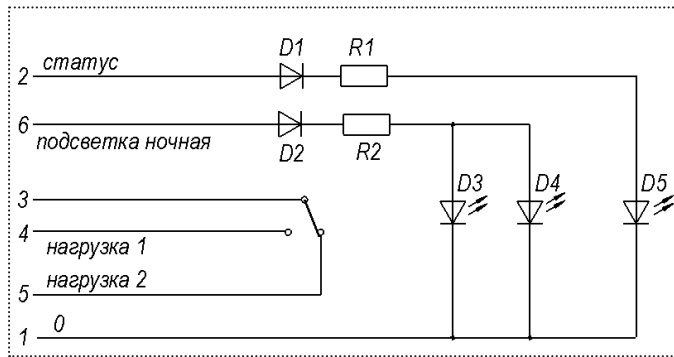 D1 R1
2 статус
6
подсветка ночная D2 R2
D3 D4 D5
3
4
нагрузка 1
нагрузка 2
5
1 0